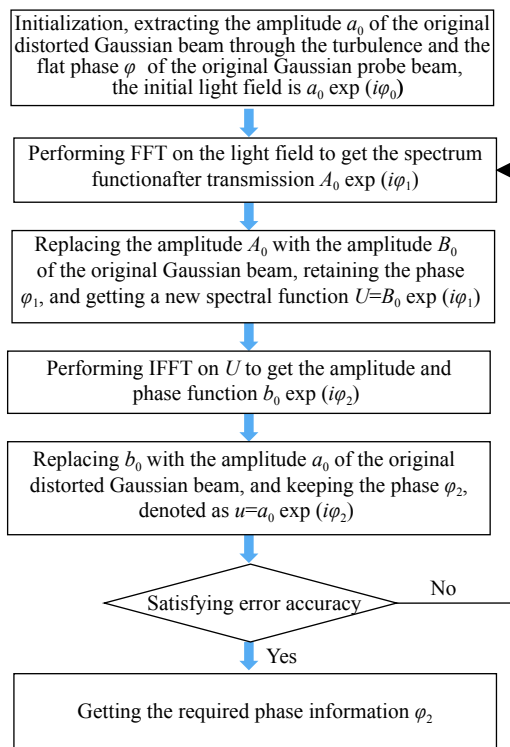 Initialization, extracting the amplitude a₀ of the original
distorted Gaussian beam through the turbulence and the
flat phase φ of the original Gaussian probe beam,
the initial light field is a₀ exp (iφ₀)
Performing FFT on the light field to get the spectrum
functionafter transmission A₀ exp (iφ₁)
Replacing the amplitude A₀ with the amplitude B₀
of the original Gaussian beam, retaining the phase
φ₁, and getting a new spectral function U=B₀ exp (iφ₁)
Performing IFFT on U to get the amplitude and
phase function b₀ exp (iφ₂)
Replacing b₀ with the amplitude a₀ of the original
distorted Gaussian beam, and keeping the phase φ₂,
denoted as u=a₀ exp (iφ₂)
Satisfying error accuracy
No
Yes
Getting the required phase information φ₂